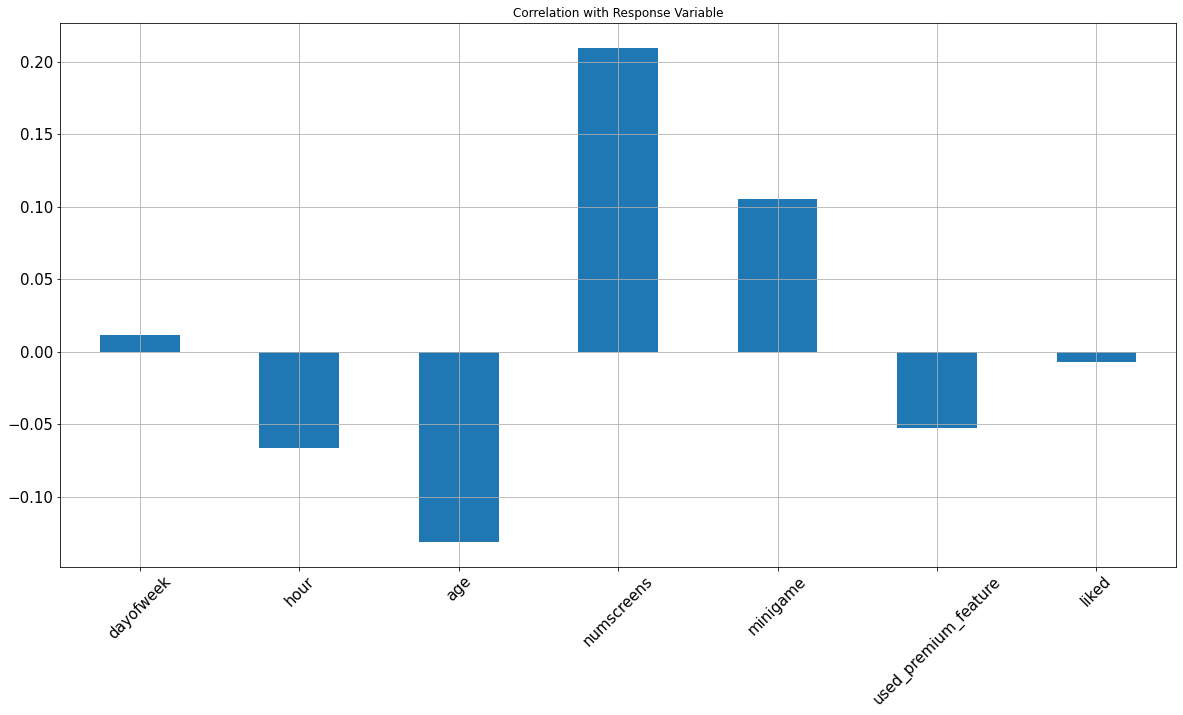 Correlation with Response Variable
0.20
0.15
0.10
0.05
0.00
−0.05
−0.10
dayofweek
hour
age
numscreens
minigame
used_premium_feature
liked